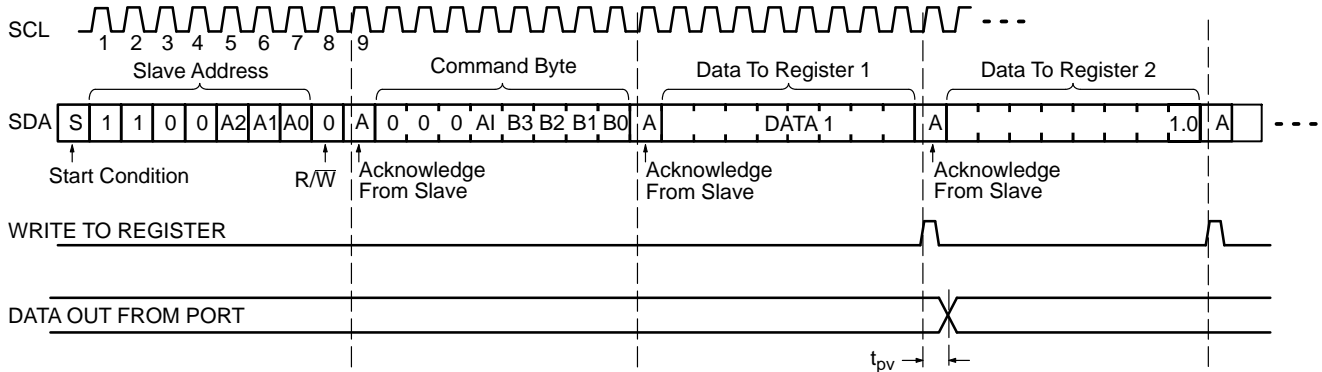 SCL
1 2 3 4 5 6 7 8 9
Slave Address Command Byte Data To Register 1 Data To Register 2
SDA S 1 1 0 0 A2 A1 A0 0 A 0 0 0 AI B3 B2 B1 B0 A DATA 1 A 1.0 A
Start Condition R/W̅ Acknowledge From Slave Acknowledge From Slave Acknowledge From Slave
WRITE TO REGISTER
DATA OUT FROM PORT
tpv